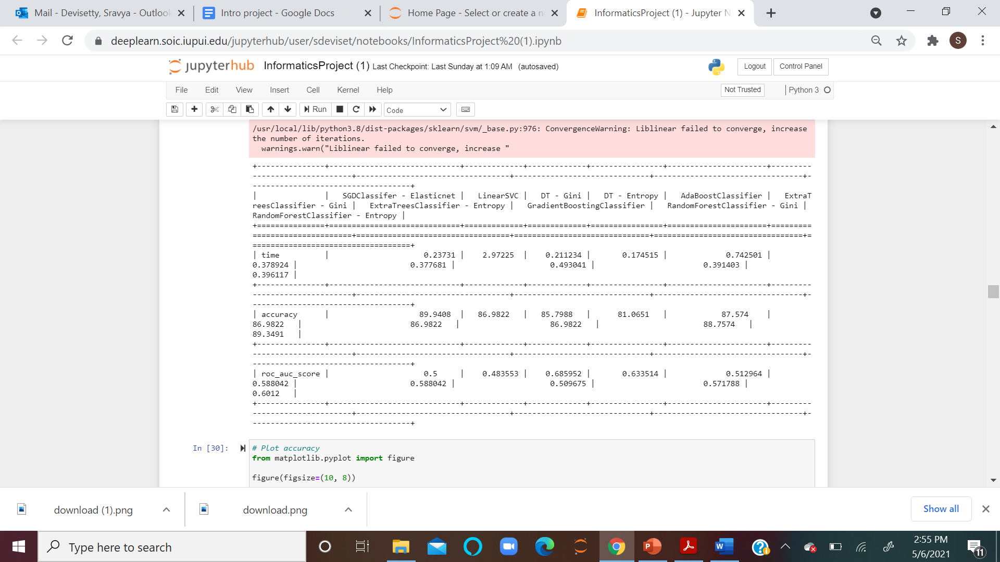 Mail - Devisetty, Sravya - Outlook
Intro project - Google Docs
Home Page - Select or create a n
InformaticsProject (1) - Jupyter N
deeplearn.soic.iupui.edu/jupyterhub/user/sdeviset/notebooks/InformaticsProject%20(1).ipynb
S
jupyterhub InformaticsProject (1) Last Checkpoint: Last Sunday at 1:09 AM (autosaved)
Logout Control Panel
File Edit View Insert Cell Kernel Help
Not Trusted Python 3
Run Code
/usr/local/lib/python3.8/dist-packages/sklearn/svm/_base.py:976: ConvergenceWarning: Liblinear failed to converge, increase
the number of iterations.
warnings.warn("Liblinear failed to converge, increase "
| | SGDClassifer - Elasticnet | LinearSVC | DT - Gini | DT - Entropy | AdaBoostClassifier | ExtraT
reesClassifier - Gini | ExtraTreesClassifier - Entropy | GradientBoostingClassifier | RandomForestClassifier - Gini |
RandomForestClassifier - Entropy |
| time | 0.23731 | 2.97225 | 0.211234 | 0.174515 | 0.742501 |
0.378924 | 0.377681 | 0.493041 | 0.391403 |
0.396117 |
| accuracy | 89.9408 | 86.9822 | 85.7988 | 81.0651 | 87.574 |
86.9822 | 86.9822 | 86.9822 | 88.7574 |
89.3491 |
| roc_auc_score | 0.5 | 0.483553 | 0.685952 | 0.633514 | 0.512964 |
0.588042 | 0.588042 | 0.509675 | 0.571788 |
0.6012 |
In [30]:
# Plot accuracy
from matplotlib.pyplot import figure
figure(figsize=(10, 8))
download (1).png
download.png
Show all
Type here to search
2:55 PM
5/6/2021
11